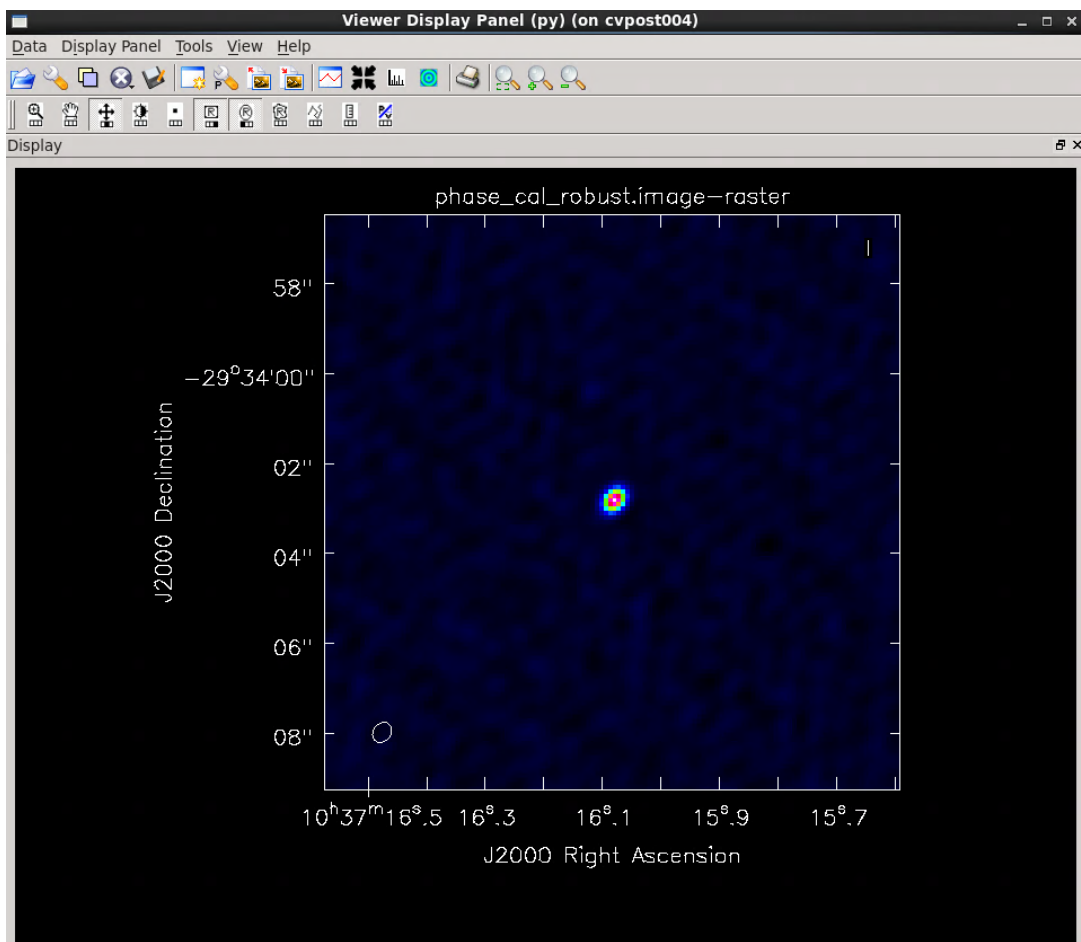 Viewer Display Panel (py) (on cvpost004)
Data Display Panel Tools View Help
P
R R R P/V
Display
phase_cal_robust.image-raster
I
58"
-29°34'00"
02"
04"
06"
08"
J2000 Declination
10ʰ37ᵐ16ˢ.5 16ˢ.3 16ˢ.1 15ˢ.9 15ˢ.7
J2000 Right Ascension